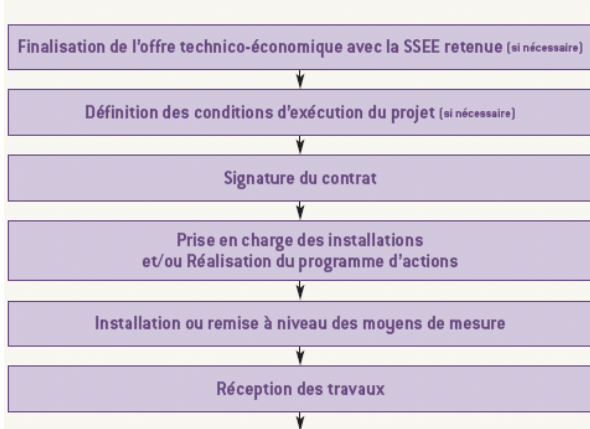 Finalisation de l'offre technico-économique avec la SSEE retenue (si nécessaire)
Définition des conditions d'exécution du projet (si nécessaire)
Signature du contrat
Prise en charge des installations
et/ou Réalisation du programme d'actions
Installation ou remise à niveau des moyens de mesure
Réception des travaux